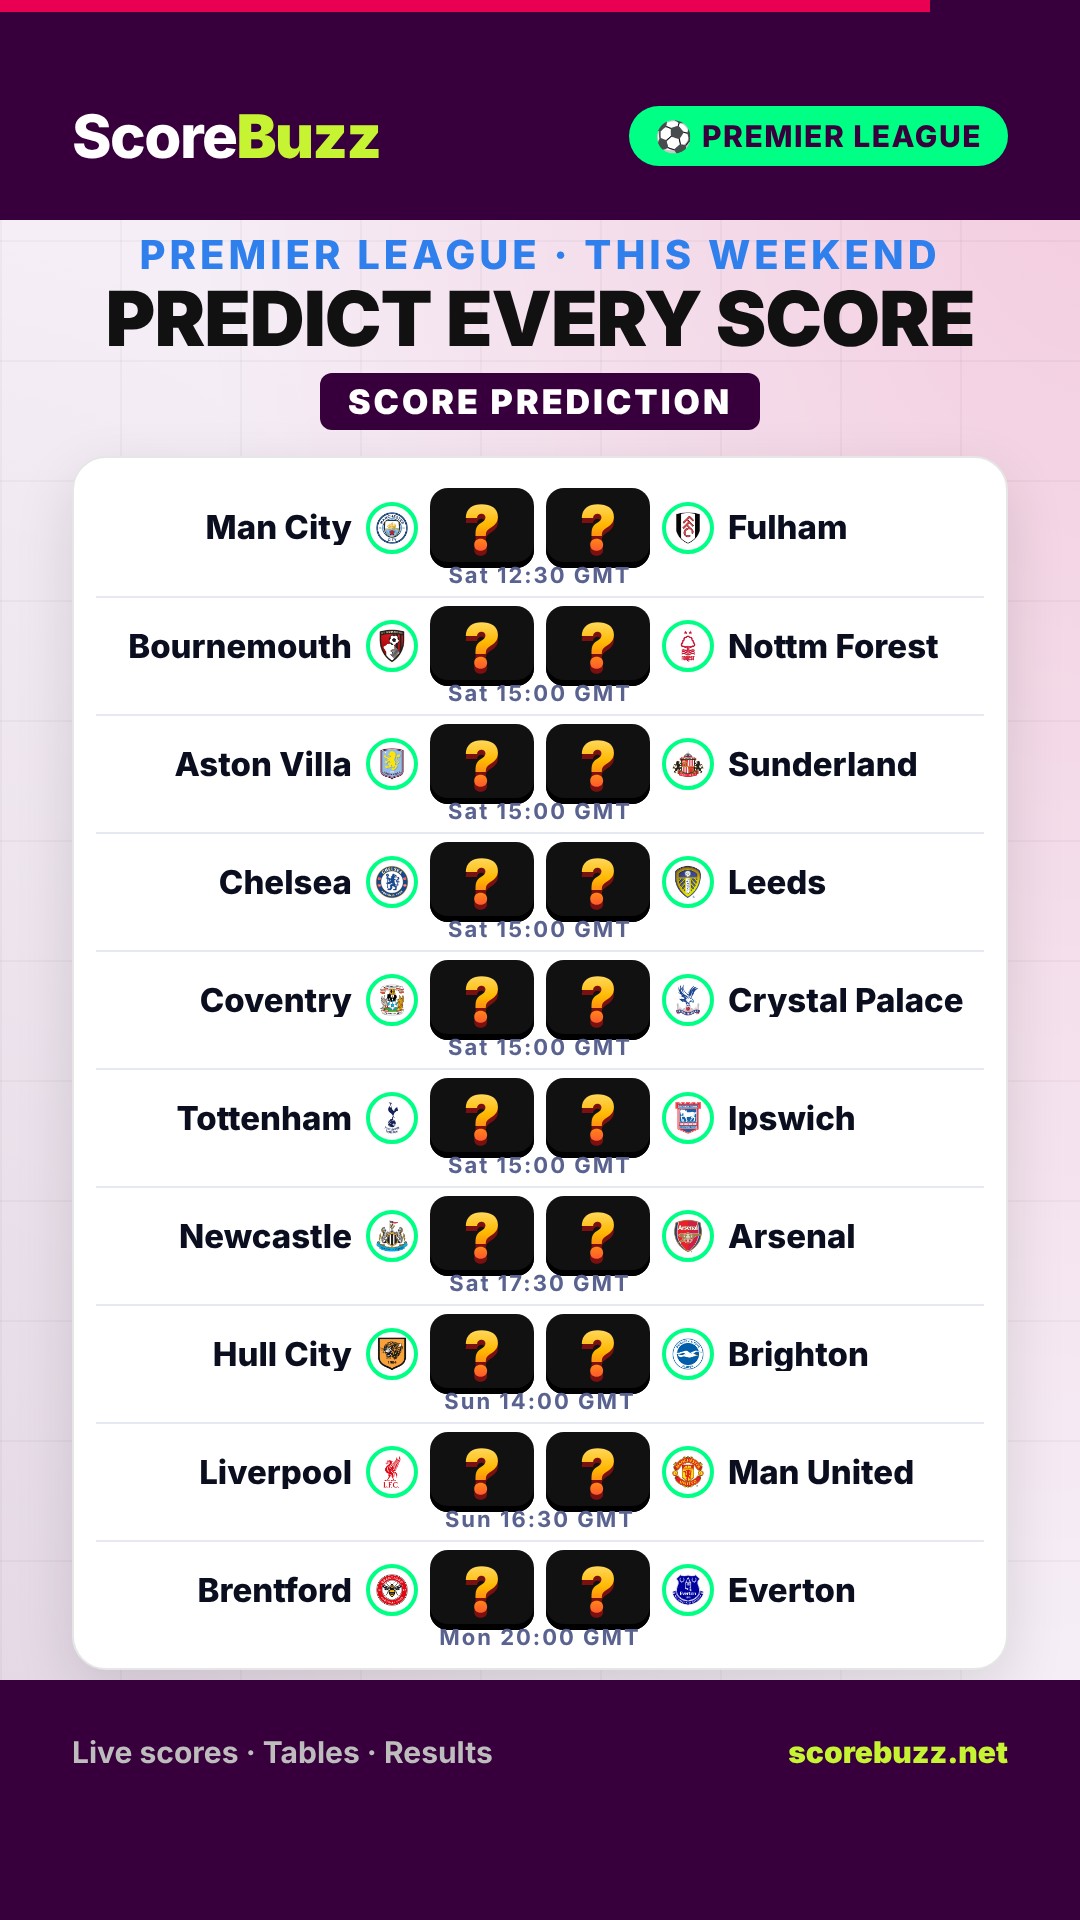 ScoreBuzz
⚽ PREMIER LEAGUE
PREMIER LEAGUE · THIS WEEKEND
PREDICT EVERY SCORE
SCORE PREDICTION
Man City ? ? Fulham
Sat 12:30 GMT
Bournemouth ? ? Nottm Forest
Sat 15:00 GMT
Aston Villa ? ? Sunderland
Sat 15:00 GMT
Chelsea ? ? Leeds
Sat 15:00 GMT
Coventry ? ? Crystal Palace
Sat 15:00 GMT
Tottenham ? ? Ipswich
Sat 15:00 GMT
Newcastle ? ? Arsenal
Sat 17:30 GMT
Hull City ? ? Brighton
Sun 14:00 GMT
Liverpool ? ? Man United
Sun 16:30 GMT
Brentford ? ? Everton
Mon 20:00 GMT
Live scores · Tables · Results
scorebuzz.net